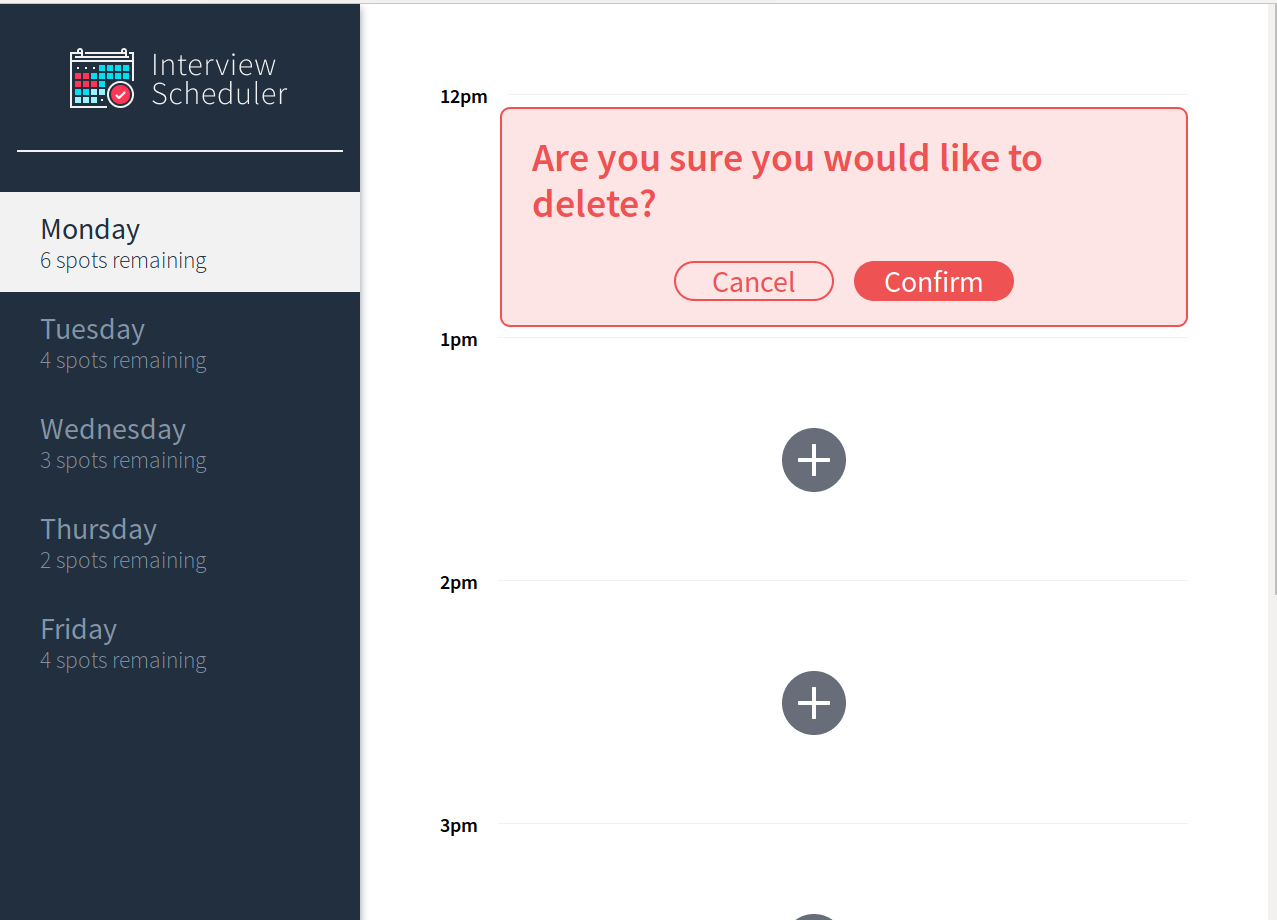 Interview
Scheduler
Monday
6 spots remaining
Tuesday
4 spots remaining
Wednesday
3 spots remaining
Thursday
2 spots remaining
Friday
4 spots remaining
12pm
Are you sure you would like to
delete?
Cancel
Confirm
1pm
2pm
3pm